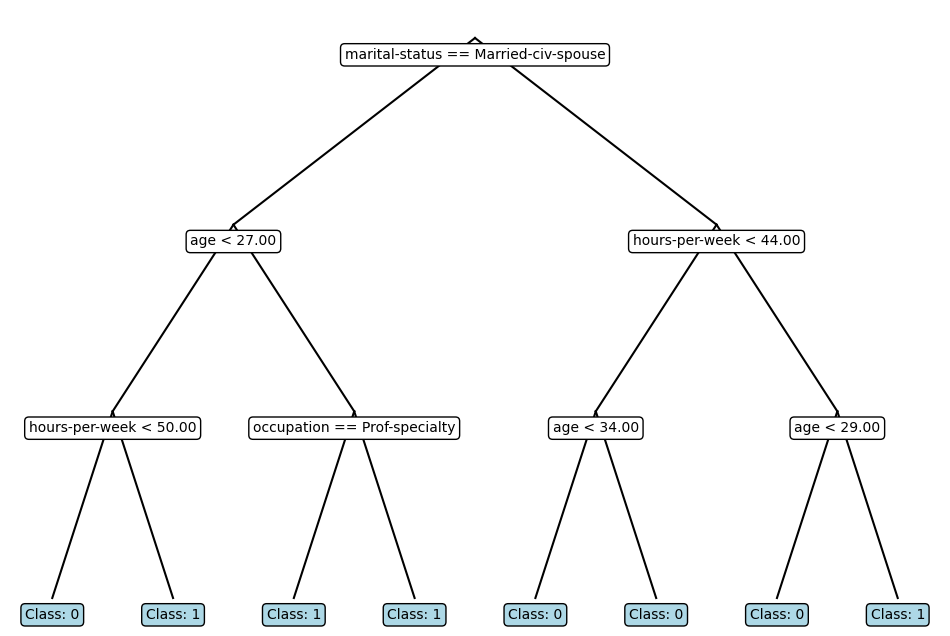 marital-status == Married-civ-spouse
age < 27.00
hours-per-week < 44.00
hours-per-week < 50.00
occupation == Prof-specialty
age < 34.00
age < 29.00
Class: 0
Class: 1
Class: 1
Class: 1
Class: 0
Class: 0
Class: 0
Class: 1